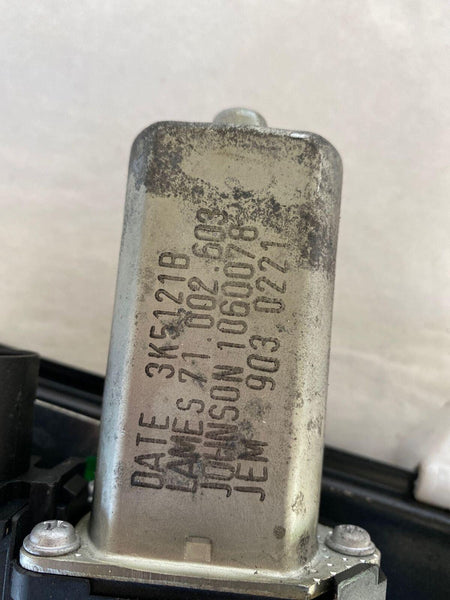 DATE 3K5121B
LAMES 71.002.603
JOHNSON 1060078
JEM 903 0221